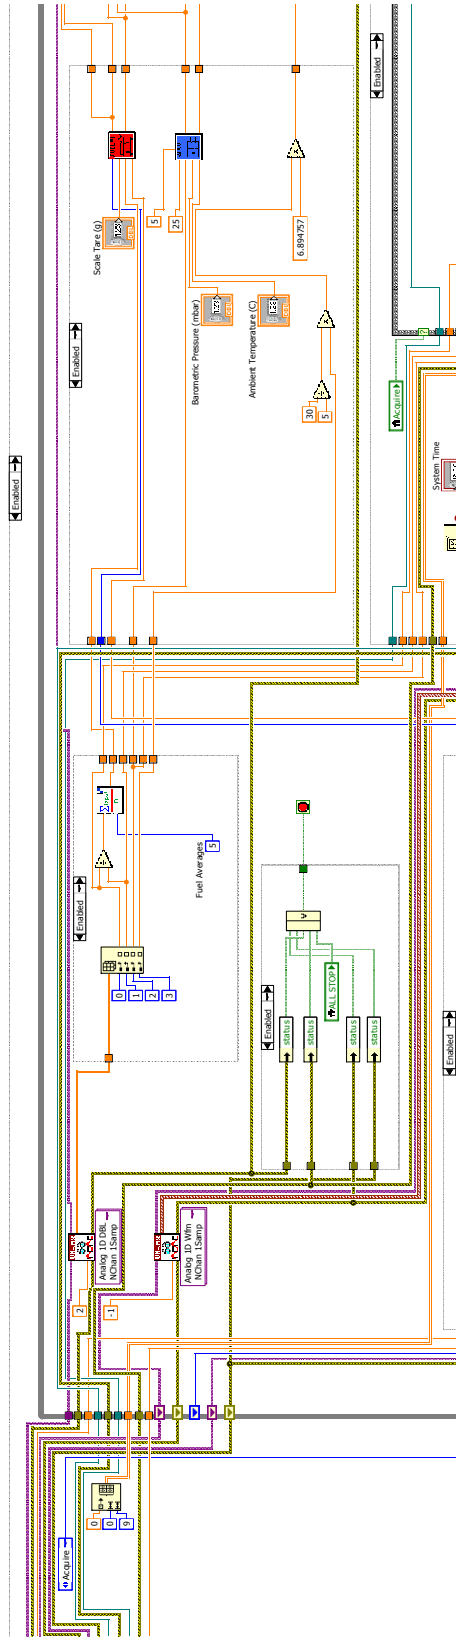 Enabled
Enabled
Scale Tare (g)
5
25
Barometric Pressure (mbar)
Ambient Temperature (C)
6.894757
30
5
Enabled
Acquire
System Time
Enabled
Fuel Averages
5
0
1
2
3
Enabled
status
status
ALL STOP
status
status
Enabled
Analog 1D DBL
NChan 1Samp
2
Analog 1D Wfm
NChan 1Samp
-1
Acquire
0
0
9